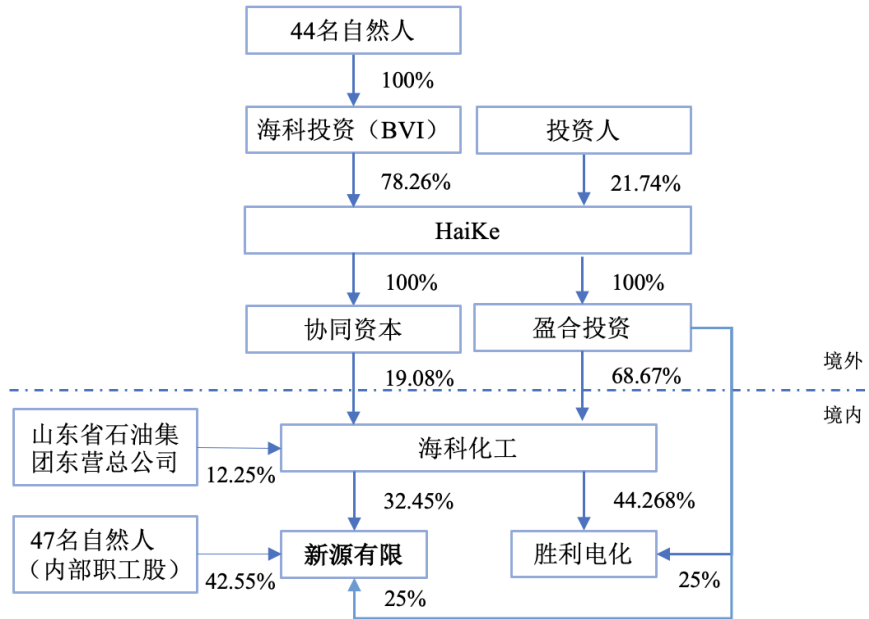 44名自然人
100%
海科投资（BVI）
投资人
78.26%
21.74%
HaiKe
100%
100%
协同资本
盈合投资
境外
19.08%
68.67%
境内
山东省石油集
团东营总公司
海科化工
12.25%
32.45%
44.268%
47名自然人
（内部职工股）
新源有限
胜利电化
42.55%
25%
25%